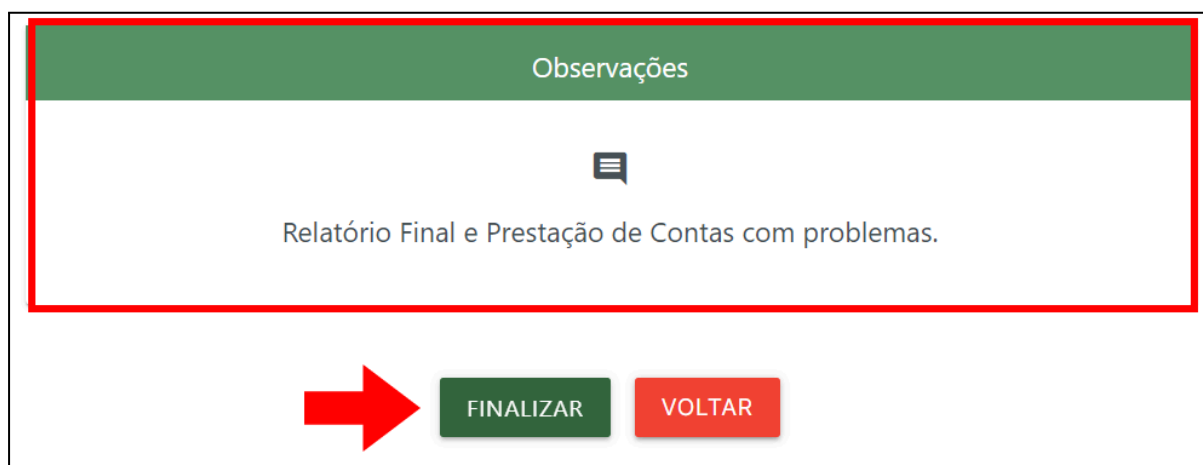 Observações
Relatório Final e Prestação de Contas com problemas.
FINALIZAR VOLTAR